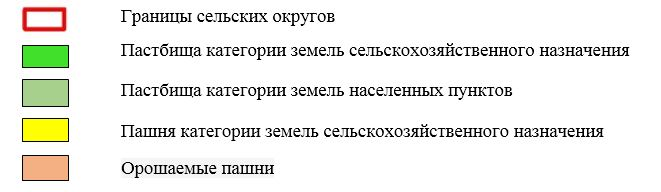 Границы сельских округов
Пастбища категории земель сельскохозяйственного назначения
Пастбища категории земель населенных пунктов
Пашня категории земель сельскохозяйственного назначения
Орошаемые пашни